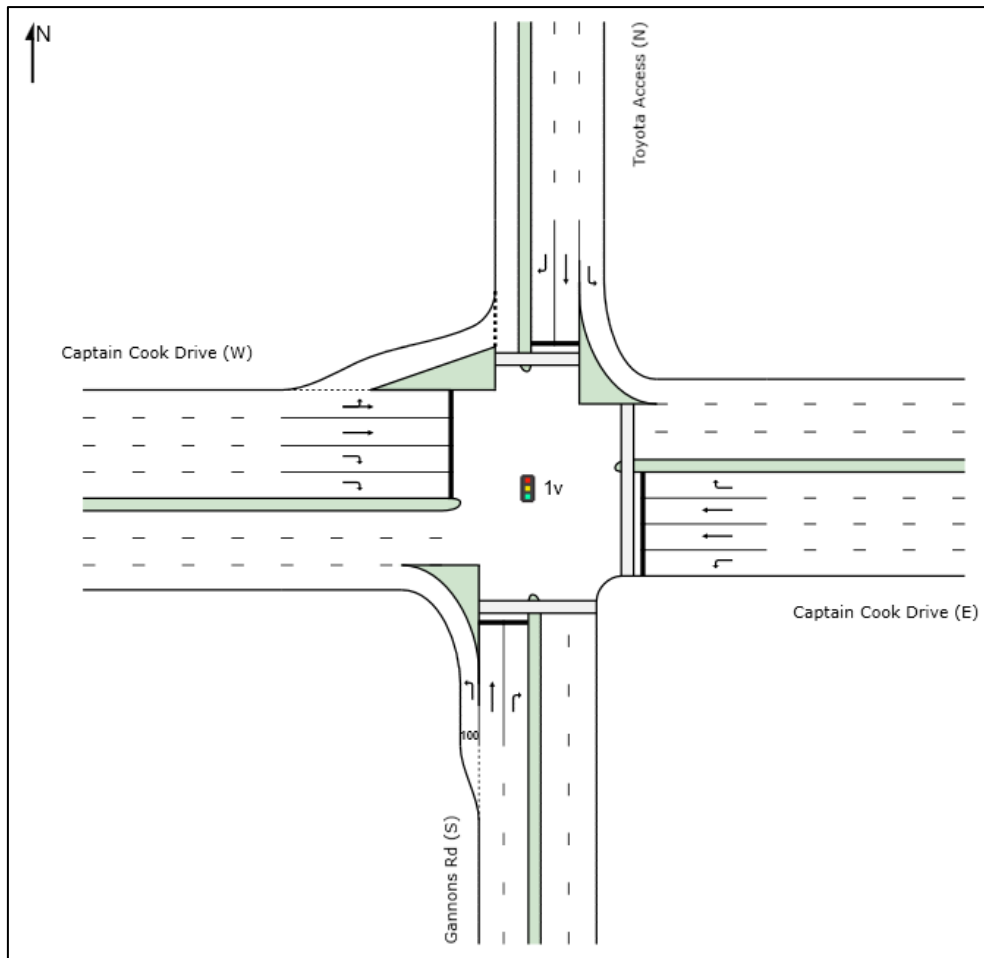 N
Toyota Access (N)
Captain Cook Drive (W)
1v
Captain Cook Drive (E)
100
Gannons Rd (S)